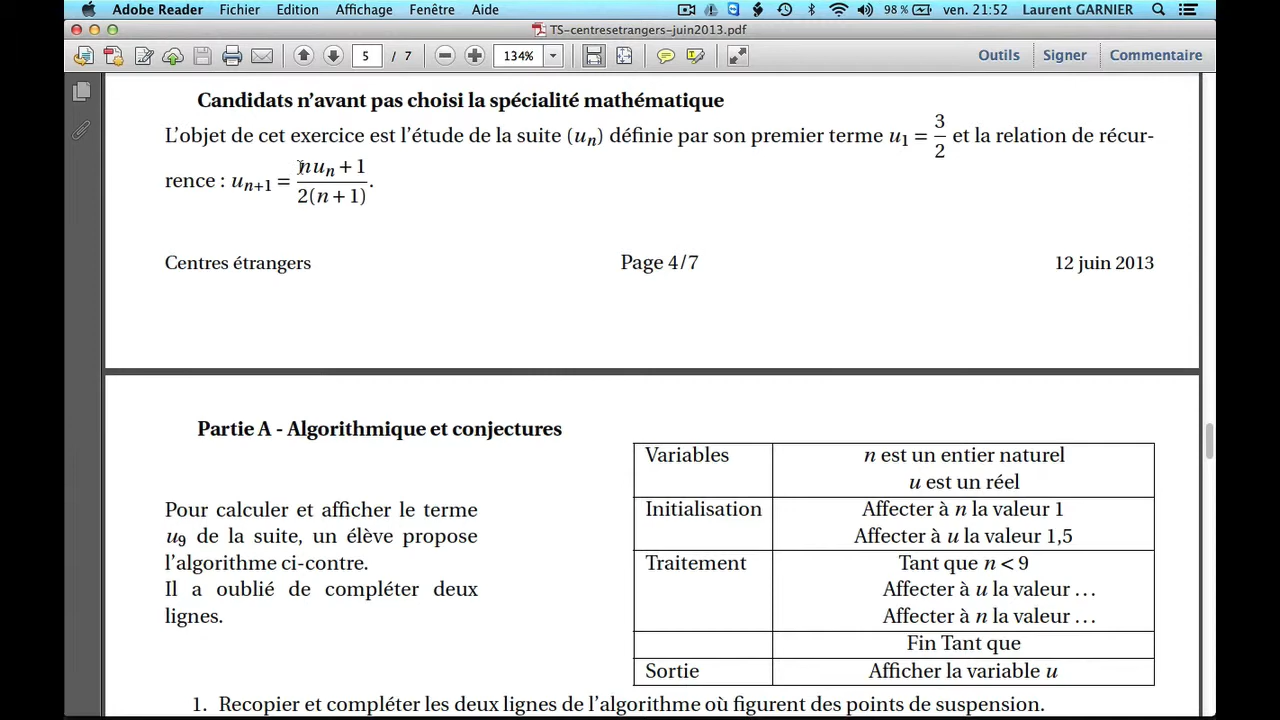 Adobe Reader Fichier Edition Affichage Fenêtre Aide 98 % ven. 21:52 Laurent GARNIER
TS-centresetrangers-juin2013.pdf
5 / 7 134% Outils Signer Commentaire
Candidats n’avant pas choisi la spécialité mathématique
L’objet de cet exercice est l’étude de la suite (uₙ) définie par son premier terme u₁ = 3/2 et la relation de récur-
rence : uₙ₊₁ = (nuₙ + 1)/(2(n + 1)).
Centres étrangers Page 4/7 12 juin 2013
Partie A - Algorithmique et conjectures
Pour calculer et afficher le terme
u₉ de la suite, un élève propose
l’algorithme ci-contre.
Il a oublié de compléter deux
lignes.
Variables n est un entier naturel
u est un réel
Initialisation Affecter à n la valeur 1
Affecter à u la valeur 1,5
Traitement Tant que n < 9
Affecter à u la valeur ...
Affecter à n la valeur ...
Fin Tant que
Sortie Afficher la variable u
1. Recopier et compléter les deux lignes de l’algorithme où figurent des points de suspension.